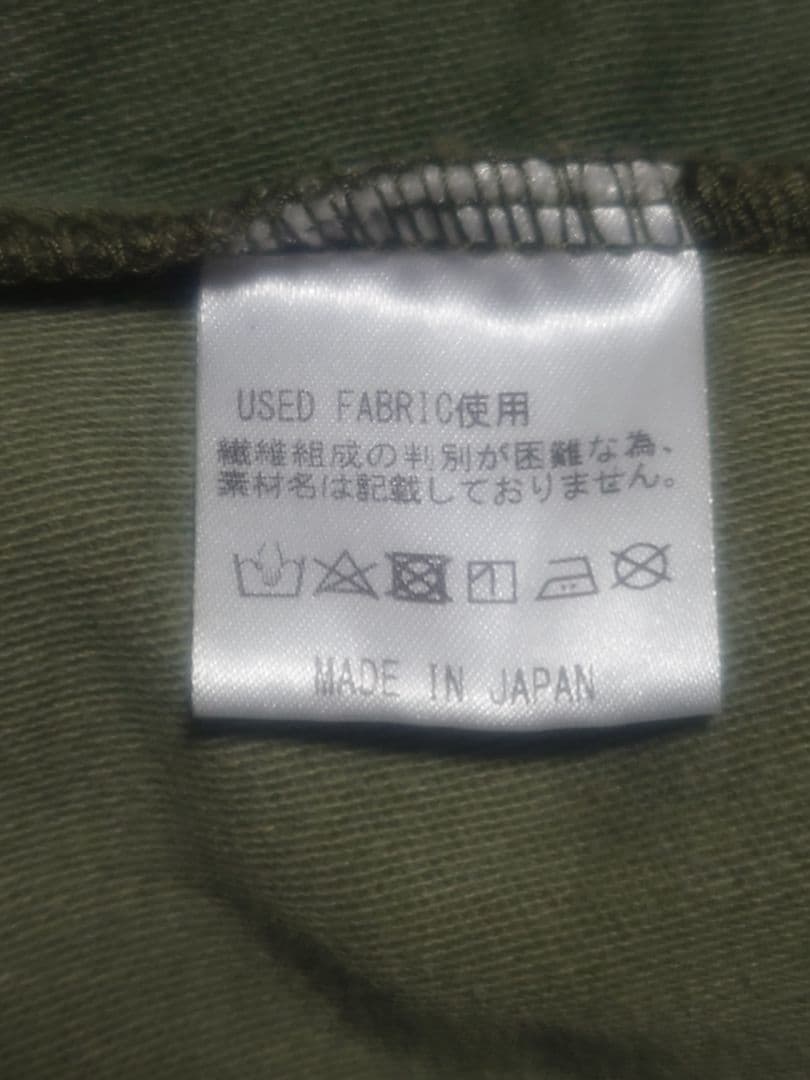 USED FABRIC使用
繊維組成の判別が困難な為、
素材名は記載しておりません。
MADE IN JAPAN